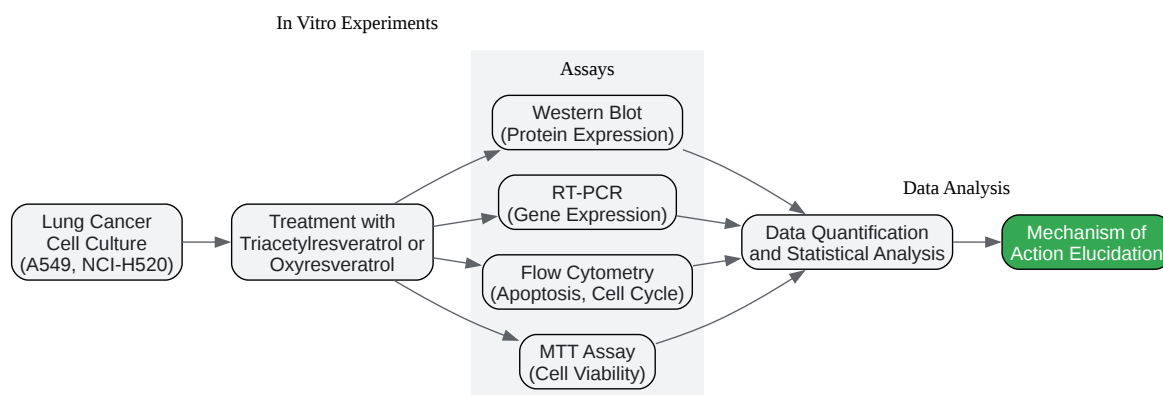 In Vitro Experiments
Assays
Western Blot
(Protein Expression)
RT-PCR
(Gene Expression)
Data Analysis
Lung Cancer
Cell Culture
(A549, NCI-H520)
Treatment with
Triacetylresveratrol or
Oxyresveratrol
Flow Cytometry
(Apoptosis, Cell Cycle)
MTT Assay
(Cell Viability)
Data Quantification
and Statistical Analysis
Mechanism of
Action Elucidation